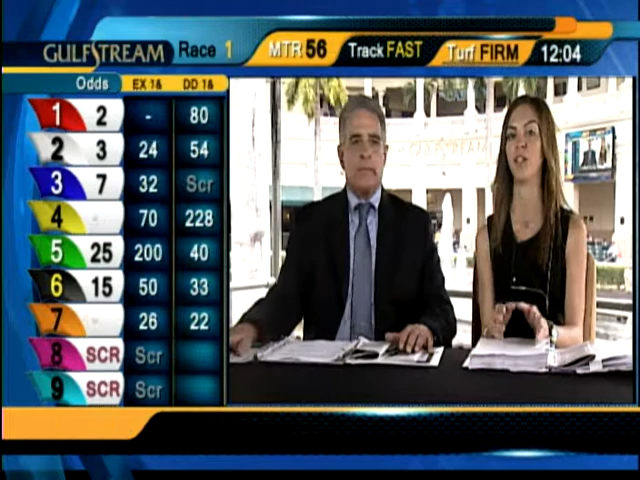 GULFSTREAM Race 1 MTR 56 Track FAST Turf FIRM 12:04
Odds EX 1& DD 1&
1 2 - 80
2 3 24 54
3 7 32 Scr
4 70 228
5 25 200 40
6 15 50 33
7 26 22
8 SCR Scr
9 SCR Scr